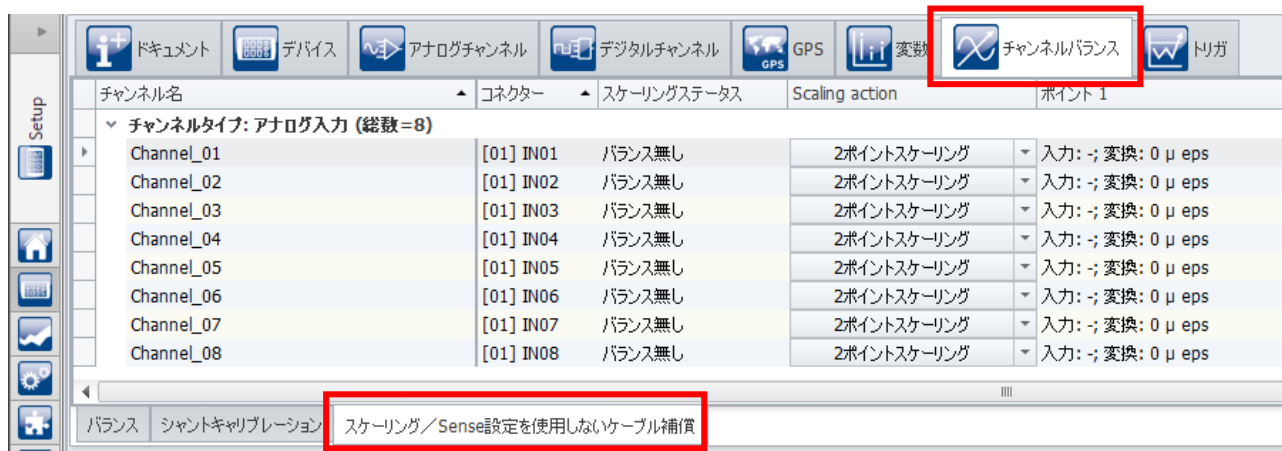 ドキュメント デバイス アナログチャンネル デジタルチャンネル GPS GPS 変数 チャンネルバランス トリガ
Setup
チャンネル名 コネクター スケーリングステータス Scaling action ポイント 1
チャンネルタイプ: アナログ入力 (総数=8)
Channel_01 [01] IN01 バランス無し 2ポイントスケーリング 入力: -; 変換: 0 µ eps
Channel_02 [01] IN02 バランス無し 2ポイントスケーリング 入力: -; 変換: 0 µ eps
Channel_03 [01] IN03 バランス無し 2ポイントスケーリング 入力: -; 変換: 0 µ eps
Channel_04 [01] IN04 バランス無し 2ポイントスケーリング 入力: -; 変換: 0 µ eps
Channel_05 [01] IN05 バランス無し 2ポイントスケーリング 入力: -; 変換: 0 µ eps
Channel_06 [01] IN06 バランス無し 2ポイントスケーリング 入力: -; 変換: 0 µ eps
Channel_07 [01] IN07 バランス無し 2ポイントスケーリング 入力: -; 変換: 0 µ eps
Channel_08 [01] IN08 バランス無し 2ポイントスケーリング 入力: -; 変換: 0 µ eps
バランス シャントキャリブレーション スケーリング／Sense設定を使用しないケーブル補償